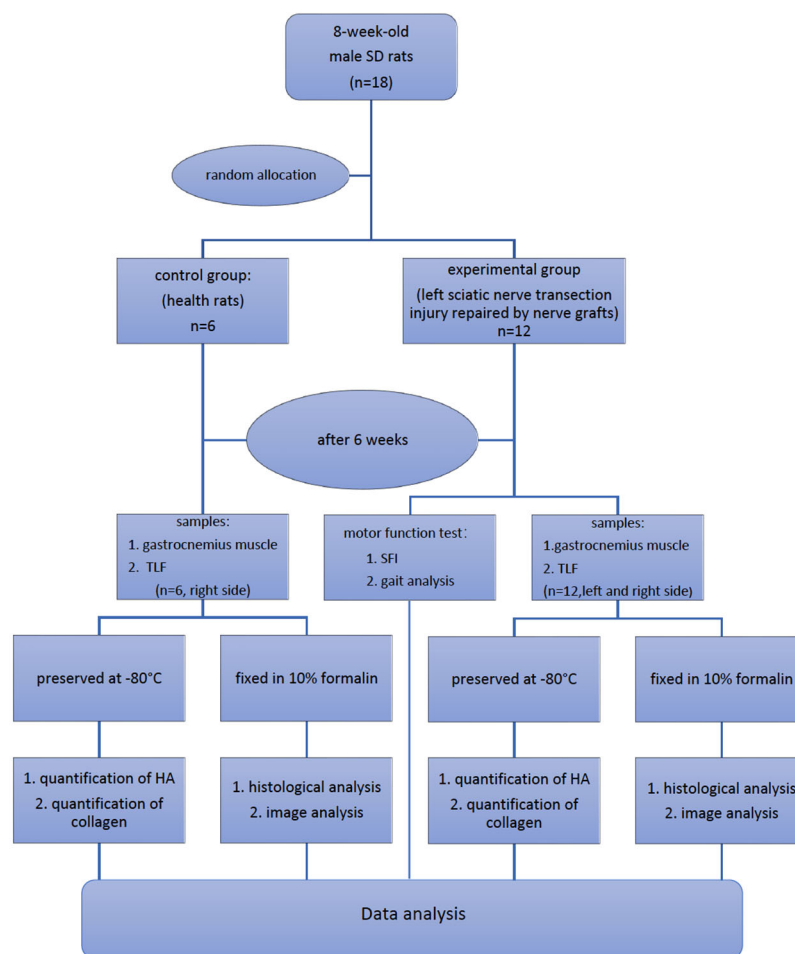 8-week-old
male SD rats
(n=18)
random allocation
control group:
(health rats)
n=6
experimental group
(left sciatic nerve transection
injury repaired by nerve grafts)
n=12
after 6 weeks
samples:
1. gastrocnemius muscle
2. TLF
(n=6, right side)
motor function test:
1. SFI
2. gait analysis
samples:
1.gastrocnemius muscle
2. TLF
(n=12,left and right side)
preserved at -80°C
fixed in 10% formalin
preserved at -80°C
fixed in 10% formalin
1. quantification of HA
2. quantification of
collagen
1. histological analysis
2. image analysis
1. quantification of HA
2. quantification of
collagen
1. histological analysis
2. image analysis
Data analysis